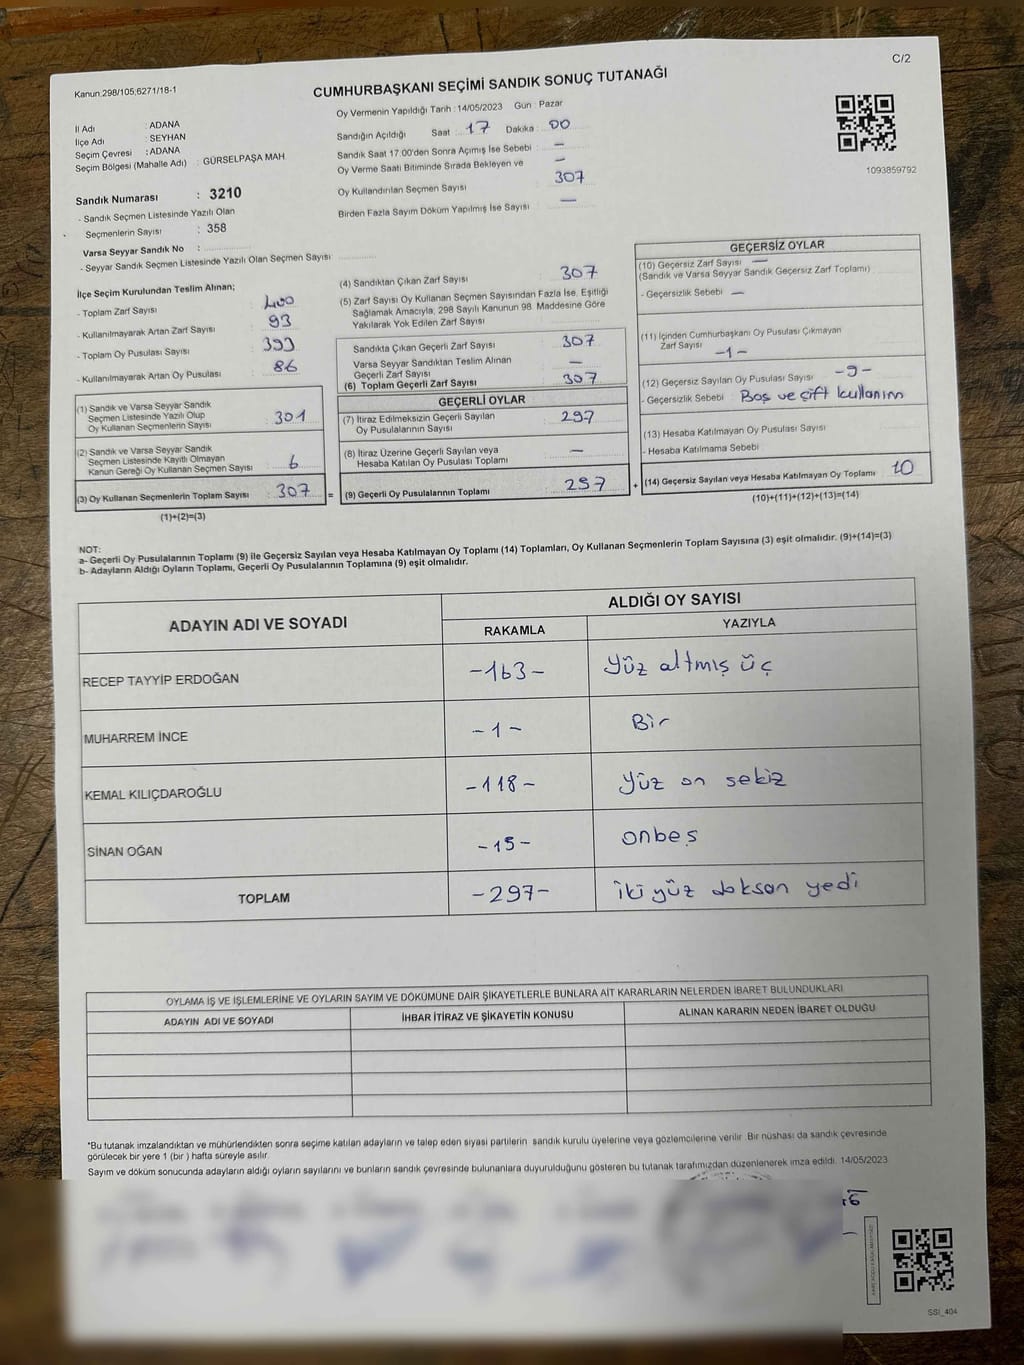 C/2
Kanun:298/105;6271/18-1
CUMHURBAŞKANI SEÇİMİ SANDIK SONUÇ TUTANAĞI
İl Adı : ADANA
İlçe Adı : SEYHAN
Seçim Çevresi : ADANA
Seçim Bölgesi (Mahalle Adı) : GÜRSELPAŞA MAH
Sandık Numarası : 3210
- Sandık Seçmen Listesinde Yazılı Olan
Seçmenlerin Sayısı : 358
Varsa Seyyar Sandık No :
- Seyyar Sandık Seçmen Listesinde Yazılı Olan Seçmen Sayısı
Oy Vermenin Yapıldığı Tarih : 14/05/2023 Gün : Pazar
Sandığın Açıldığı Saat 17 Dakika 00
Sandık Saat 17:00'den Sonra Açımış İse Sebebi : —
Oy Verme Saati Bitiminde Sırada Bekleyen ve —
Oy Kullandırılan Seçmen Sayısı 307
Birden Fazla Sayım Döküm Yapılmış İse Sayısı —
1093859792
İlçe Seçim Kurulundan Teslim Alınan;
- Toplam Zarf Sayısı : 400
- Kullanılmayarak Artan Zarf Sayısı : 93
- Toplam Oy Pusulası Sayısı : 393
- Kullanılmayarak Artan Oy Pusulası : 86
(1) Sandık ve Varsa Seyyar Sandık
Seçmen Listesinde Yazılı Olup
Oy Kullanan Seçmenlerin Sayısı : 301
(2) Sandık ve Varsa Seyyar Sandık
Seçmen Listesinde Kayıtlı Olmayan
Kanun Gereği Oy Kullanan Seçmen Sayısı : 6
(3) Oy Kullanan Seçmenlerin Toplam Sayısı : 307 =
(1)+(2)=(3)
(4) Sandıktan Çıkan Zarf Sayısı : 307
(5) Zarf Sayısı Oy Kullanan Seçmen Sayısından Fazla İse, Eşitliği
Sağlamak Amacıyla; 298 Sayılı Kanunun 98. Maddesine Göre
Yakılarak Yok Edilen Zarf Sayısı :
Sandıkta Çıkan Geçerli Zarf Sayısı : 307
Varsa Seyyar Sandıktan Teslim Alınan
Geçerli Zarf Sayısı : —
(6) Toplam Geçerli Zarf Sayısı : 307
GEÇERLİ OYLAR
(7) İtiraz Edilmeksizin Geçerli Sayılan
Oy Pusulalarının Sayısı : 297
(8) İtiraz Üzerine Geçerli Sayılan veya
Hesaba Katılan Oy Pusulası Toplamı : —
(9) Geçerli Oy Pusulalarının Toplamı : 297 +
GEÇERSİZ OYLAR
(10) Geçersiz Zarf Sayısı : —
(Sandık ve Varsa Seyyar Sandık Geçersiz Zarf Toplamı)
- Geçersizlik Sebebi : —
(11) İçinden Cumhurbaşkanı Oy Pusulası Çıkmayan
Zarf Sayısı : -1-
(12) Geçersiz Sayılan Oy Pusulası Sayısı : -9-
- Geçersizlik Sebebi : Boş ve çift kullanım
(13) Hesaba Katılmayan Oy Pusulası Sayısı
- Hesaba Katılmama Sebebi
(14) Geçersiz Sayılan veya Hesaba Katılmayan Oy Toplamı : 10
(10)+(11)+(12)+(13)=(14)
NOT:
a- Geçerli Oy Pusulalarının Toplamı (9) ile Geçersiz Sayılan veya Hesaba Katılmayan Oy Toplamı (14) Toplamları, Oy Kullanan Seçmenlerin Toplam Sayısına (3) eşit olmalıdır. (9)+(14)=(3)
b- Adayların Aldığı Oyların Toplamı, Geçerli Oy Pusulalarının Toplamına (9) eşit olmalıdır.
ADAYIN ADI VE SOYADI ALDIĞI OY SAYISI
RAKAMLA YAZIYLA
RECEP TAYYİP ERDOĞAN -163- Yüz altmış üç
MUHARREM İNCE -1- Bir
KEMAL KILIÇDAROĞLU -118- Yüz on sekiz
SİNAN OĞAN -15- onbeş
TOPLAM -297- iki yüz doksan yedi
OYLAMA İŞ VE İŞLEMLERİNE VE OYLARIN SAYIM VE DÖKÜMÜNE DAİR ŞİKAYETLERLE BUNLARA AİT KARARLARIN NELERDEN İBARET BULUNDUKLARI
ADAYIN ADI VE SOYADI İHBAR İTİRAZ VE ŞİKAYETİN KONUSU ALINAN KARARIN NEDEN İBARET OLDUĞU
*Bu tutanak imzalandıktan ve mühürlendikten sonra seçime katılan adayların ve talep eden siyasi partilerin sandık kurulu üyelerine veya gözlemcilerine verilir. Bir nüshası da sandık çevresinde
görülecek bir yere 1 (bir ) hafta süreyle asılır.
Sayım ve döküm sonucunda adayların aldığı oyların sayılarını ve bunların sandık çevresinde bulunanlara duyurulduğunu gösteren bu tutanak tarafımızdan düzenlenerek imza edildi. 14/05/2023
SSI_404